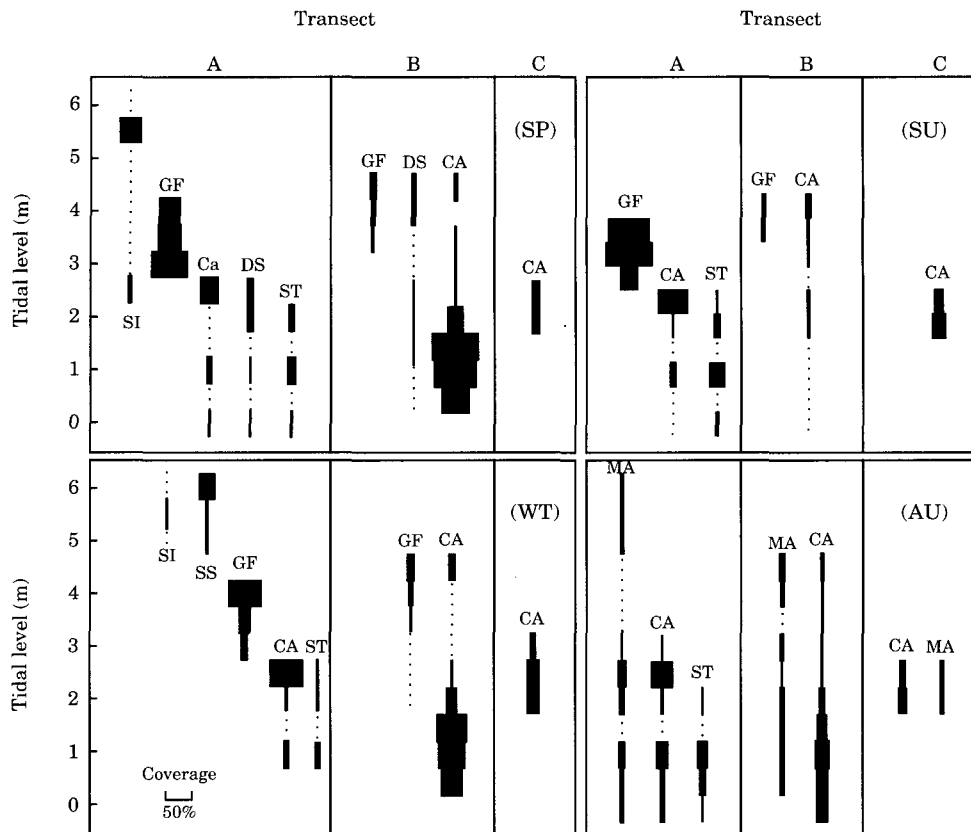 Transect
Transect
A B C A B C
Tidal level (m)
6
5
4
3
2
1
0
SI
GF
Ca
DS
ST
GF
DS
CA
(SP)
CA
GF
CA
ST
GF
CA
(SU)
CA
Tidal level (m)
6
5
4
3
2
1
0
SI
SS
GF
CA
ST
GF
CA
(WT)
CA
Coverage
50%
MA
CA
ST
MA
CA
(AU)
CA
MA